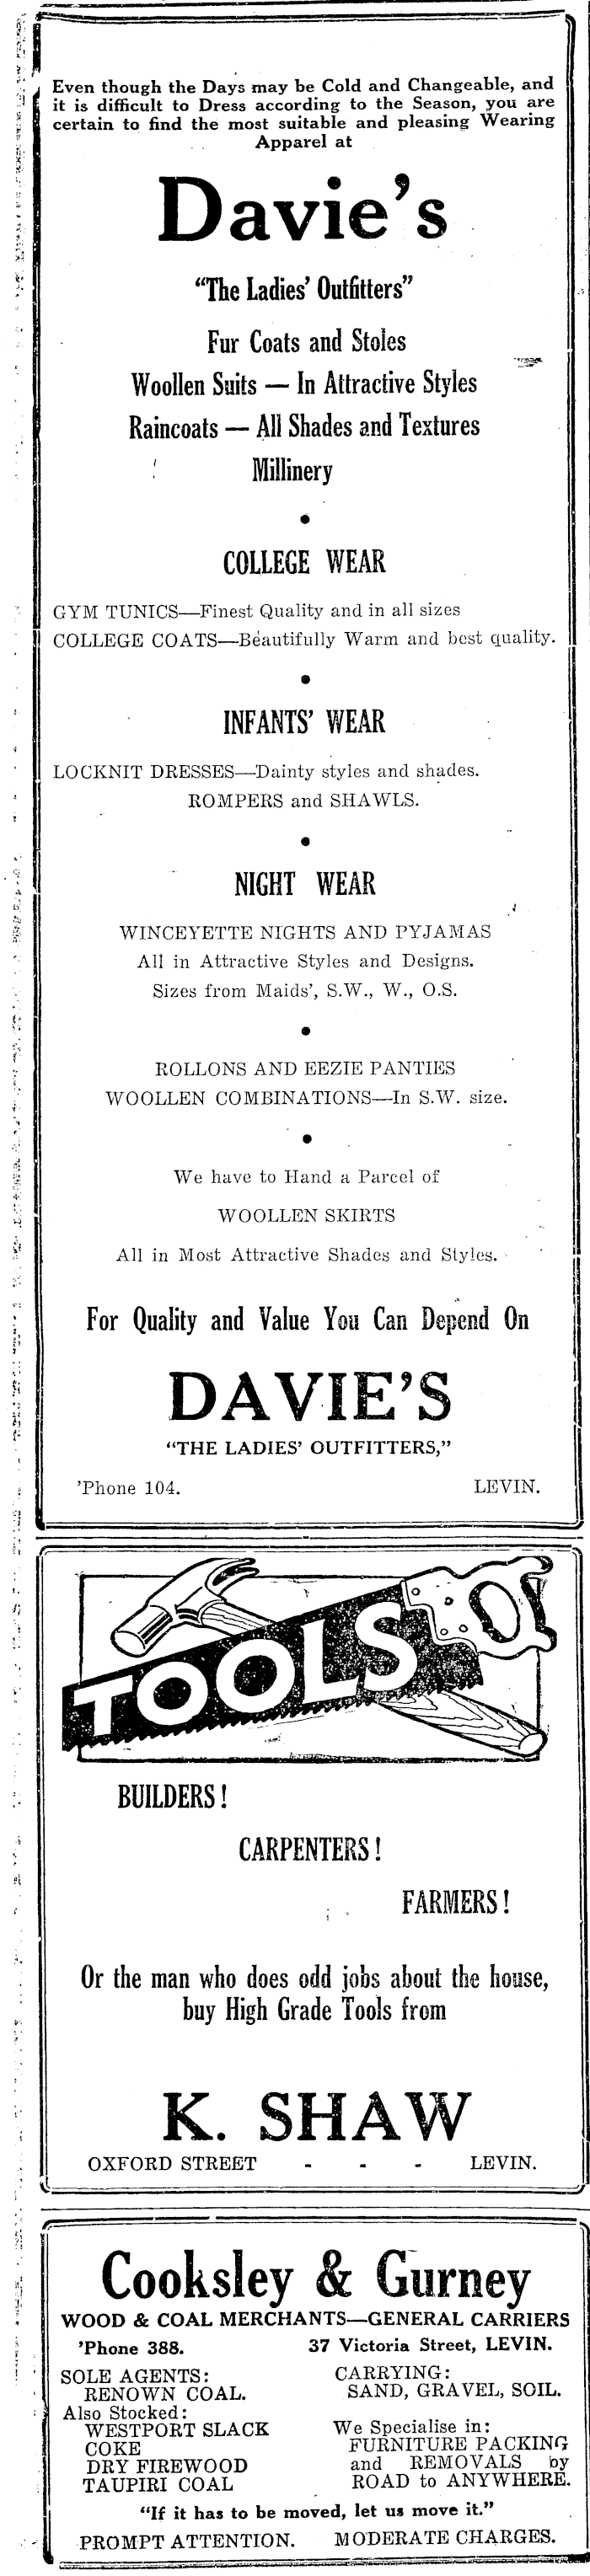 Even though the Days may be Cold and Changeable, and
it is difficult to Dress according to the Season, you are
certain to find the most suitable and pleasing Wearing
Apparel at
Davie's
"The Ladies' Outfitters"
Fur Coats and Stoles
Woollen Suits — In Attractive Styles
Raincoats — All Shades and Textures
Millinery
•
COLLEGE WEAR
GYM TUNICS—Finest Quality and in all sizes
COLLEGE COATS—Beautifully Warm and best quality.
•
INFANTS' WEAR
LOCKNIT DRESSES—Dainty styles and shades.
ROMPERS and SHAWLS.
•
NIGHT WEAR
WINCEYETTE NIGHTS AND PYJAMAS
All in Attractive Styles and Designs.
Sizes from Maids', S.W., W., O.S.
•
ROLLONS AND EEZIE PANTIES
WOOLLEN COMBINATIONS—In S.W. size.
•
We have to Hand a Parcel of
WOOLLEN SKIRTS
All in Most Attractive Shades and Styles.
For Quality and Value You Can Depend On
DAVIE'S
"THE LADIES' OUTFITTERS,"
'Phone 104. LEVIN.
TOOLS
BUILDERS!
CARPENTERS!
FARMERS!
Or the man who does odd jobs about the house,
buy High Grade Tools from
K. SHAW
OXFORD STREET - - - LEVIN.
Cooksley & Gurney
WOOD & COAL MERCHANTS—GENERAL CARRIERS
'Phone 388. 37 Victoria Street, LEVIN.
SOLE AGENTS:
RENOWN COAL.
Also Stocked:
WESTPORT SLACK
COKE
DRY FIREWOOD
TAUPIRI COAL
CARRYING:
SAND, GRAVEL, SOIL.
We Specialise in:
FURNITURE PACKING
and REMOVALS by
ROAD to ANYWHERE.
"If it has to be moved, let us move it."
PROMPT ATTENTION. MODERATE CHARGES.